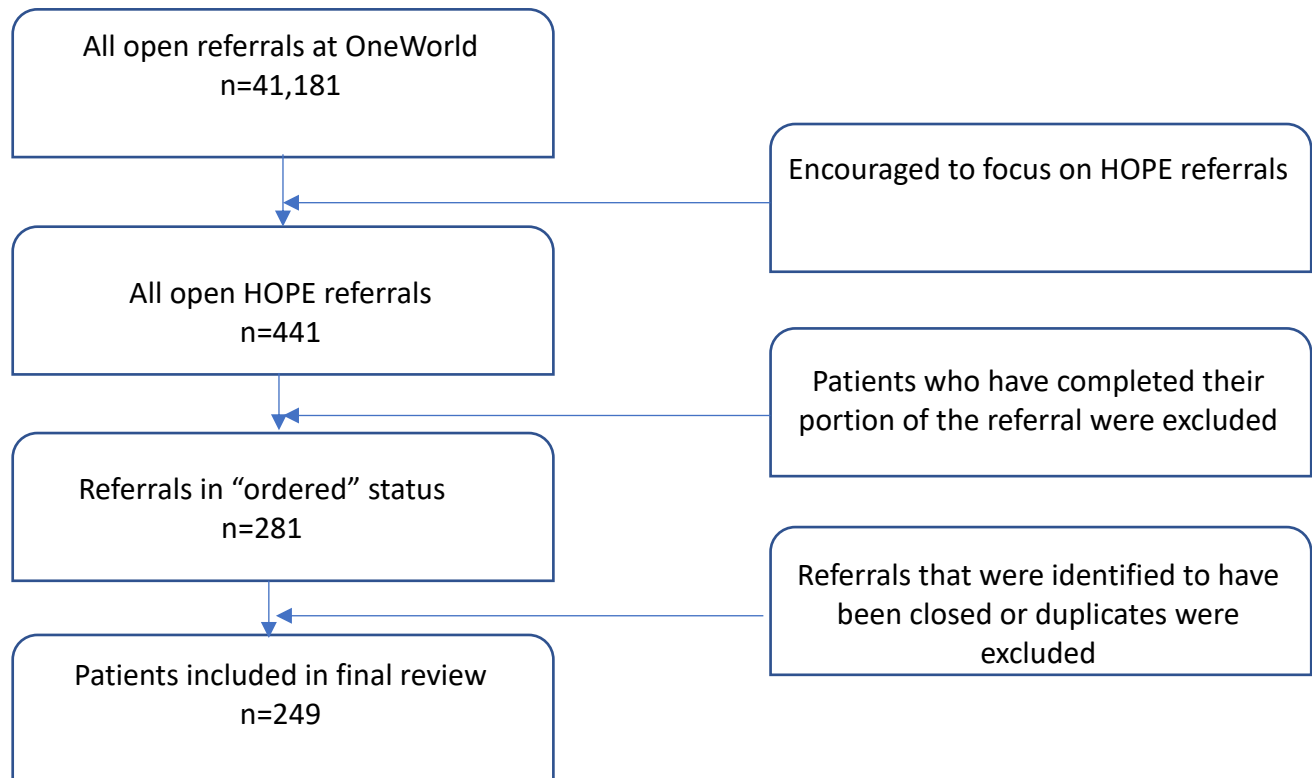 All open referrals at OneWorld
n=41,181
Encouraged to focus on HOPE referrals
All open HOPE referrals
n=441
Patients who have completed their
portion of the referral were excluded
Referrals in “ordered” status
n=281
Referrals that were identified to have
been closed or duplicates were
excluded
Patients included in final review
n=249